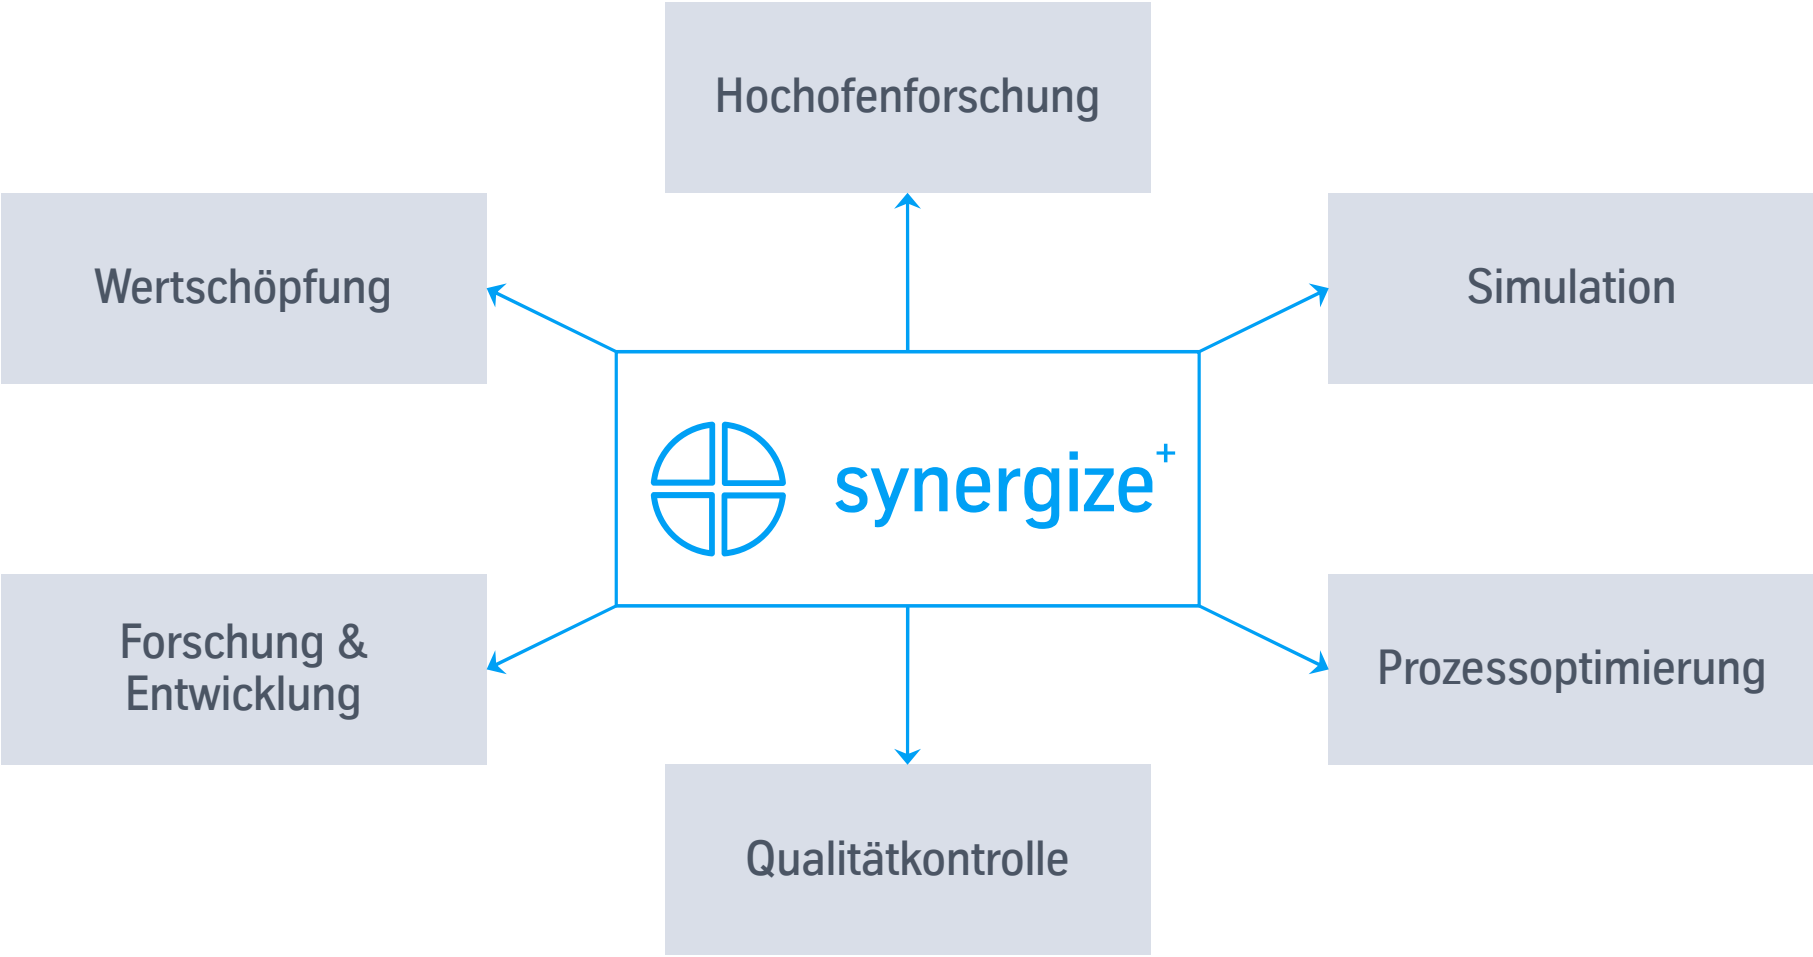 Hochofenforschung
Wertschöpfung
Simulation
synergize+
Forschung &
Entwicklung
Prozessoptimierung
Qualitätkontrolle